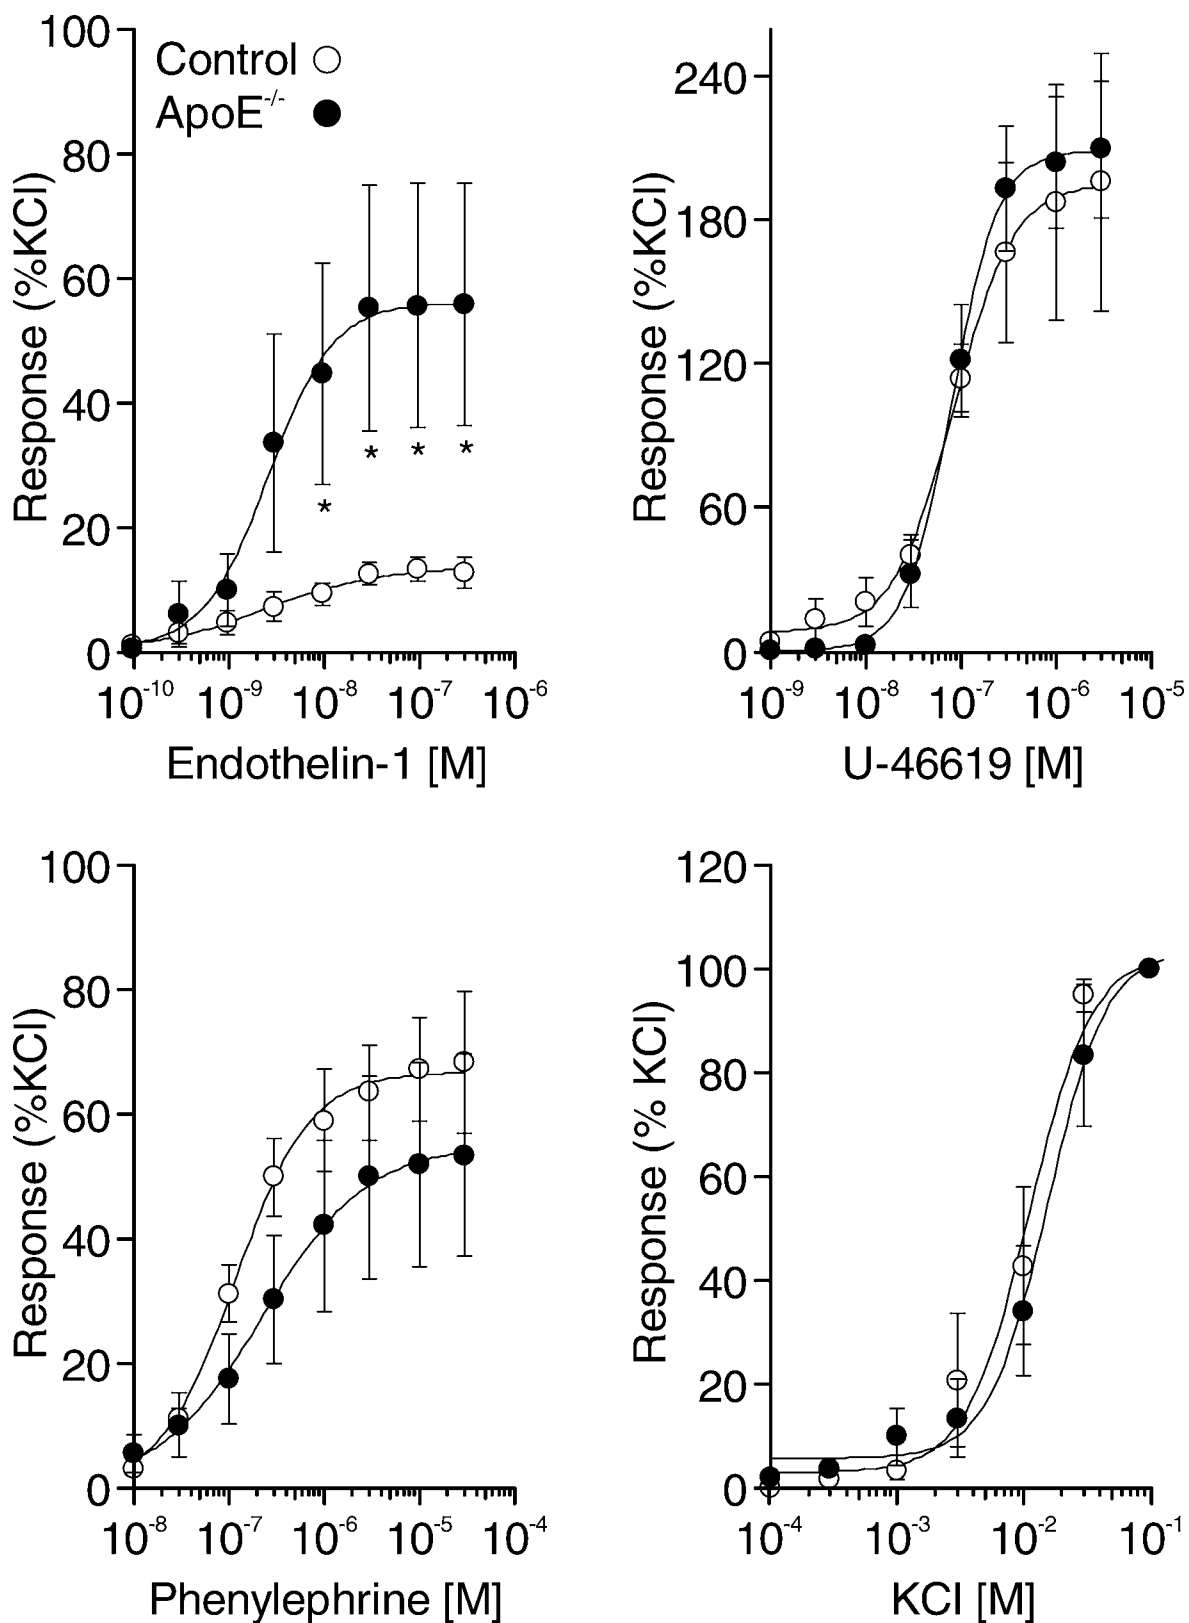 100
80
60
40
20
0
Response (%KCl)
Control
ApoE-/-
* * * *
10-10 10-9 10-8 10-7 10-6
Endothelin-1 [M]
240
180
120
60
0
Response (%KCl)
10-9 10-8 10-7 10-6 10-5
U-46619 [M]
100
80
60
40
20
0
Response (%KCl)
10-8 10-7 10-6 10-5 10-4
Phenylephrine [M]
120
100
80
60
40
20
0
Response (% KCl)
10-4 10-3 10-2 10-1
KCl [M]